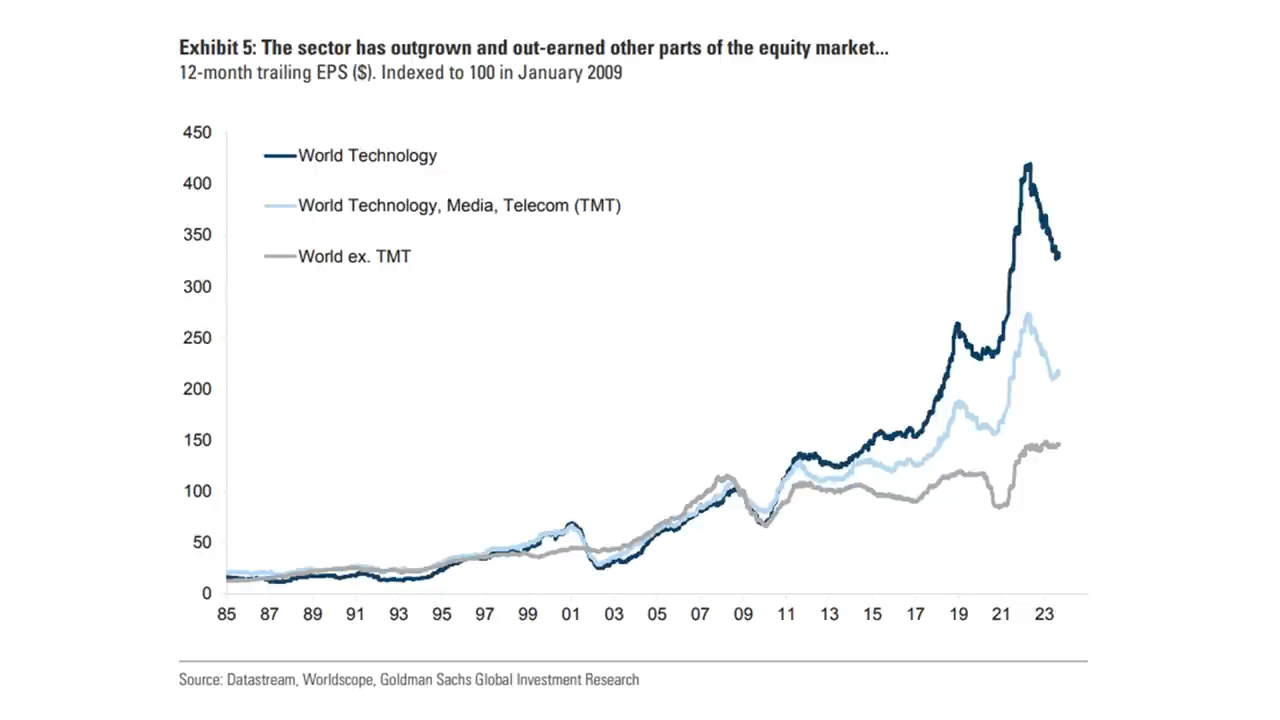 Exhibit 5: The sector has outgrown and out-earned other parts of the equity market...
12-month trailing EPS ($). Indexed to 100 in January 2009
450
World Technology
400
World Technology, Media, Telecom (TMT)
350
World ex. TMT
300
250
200
150
100
50
0
85 87 89 91 93 95 97 99 01 03 05 07 09 11 13 15 17 19 21 23
Source: Datastream, Worldscope, Goldman Sachs Global Investment Research